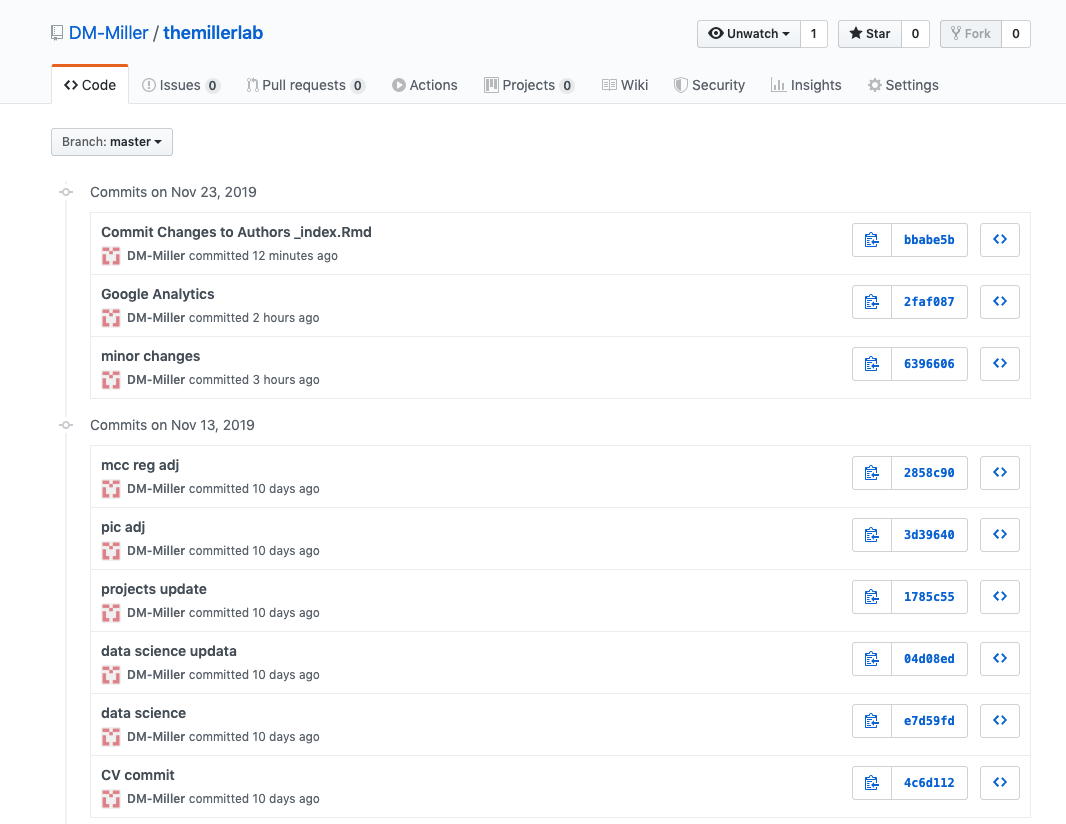 DM-Miller / themillerlab
Unwatch 1 Star 0 Fork 0
Code Issues 0 Pull requests 0 Actions Projects 0 Wiki Security Insights Settings
Branch: master
Commits on Nov 23, 2019
Commit Changes to Authors _index.Rmd
DM-Miller committed 12 minutes ago
bbabe5b
Google Analytics
DM-Miller committed 2 hours ago
2faf087
minor changes
DM-Miller committed 3 hours ago
6396606
Commits on Nov 13, 2019
mcc reg adj
DM-Miller committed 10 days ago
2858c90
pic adj
DM-Miller committed 10 days ago
3d39640
projects update
DM-Miller committed 10 days ago
1785c55
data science updata
DM-Miller committed 10 days ago
04d08ed
data science
DM-Miller committed 10 days ago
e7d59fd
CV commit
DM-Miller committed 10 days ago
4c6d112